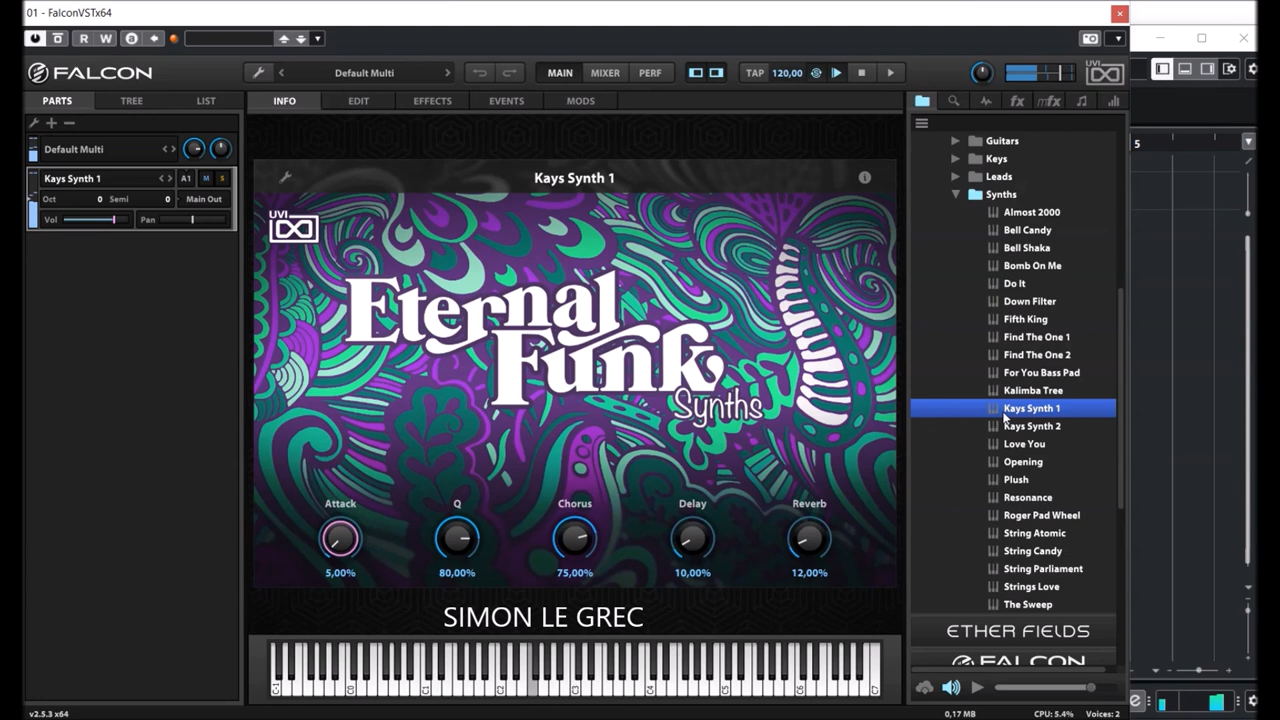 01 - FalconVSTx64
R W a
FALCON
Default Multi
MAIN MIXER PERF
TAP 120,00
UVI
PARTS TREE LIST
INFO EDIT EFFECTS EVENTS MODS
fx mfx
Default Multi
Kays Synth 1 A1 M S
Oct 0 Semi 0 Main Out
Vol Pan
Kays Synth 1
UVI
Eternal
Funk
Synths
Attack Q Chorus Delay Reverb
5,00% 80,00% 75,00% 10,00% 12,00%
SIMON LE GREC
Guitars
Keys
Leads
Synths
Almost 2000
Bell Candy
Bell Shaka
Bomb On Me
Do It
Down Filter
Fifth King
Find The One 1
Find The One 2
For You Bass Pad
Kalimba Tree
Kays Synth 1
Kays Synth 2
Love You
Opening
Plush
Resonance
Roger Pad Wheel
String Atomic
String Candy
String Parliament
Strings Love
The Sweep
ETHER FIELDS
FALCON
5
v2.5.3 x64
0,17 MB CPU: 5.4% Voices: 2